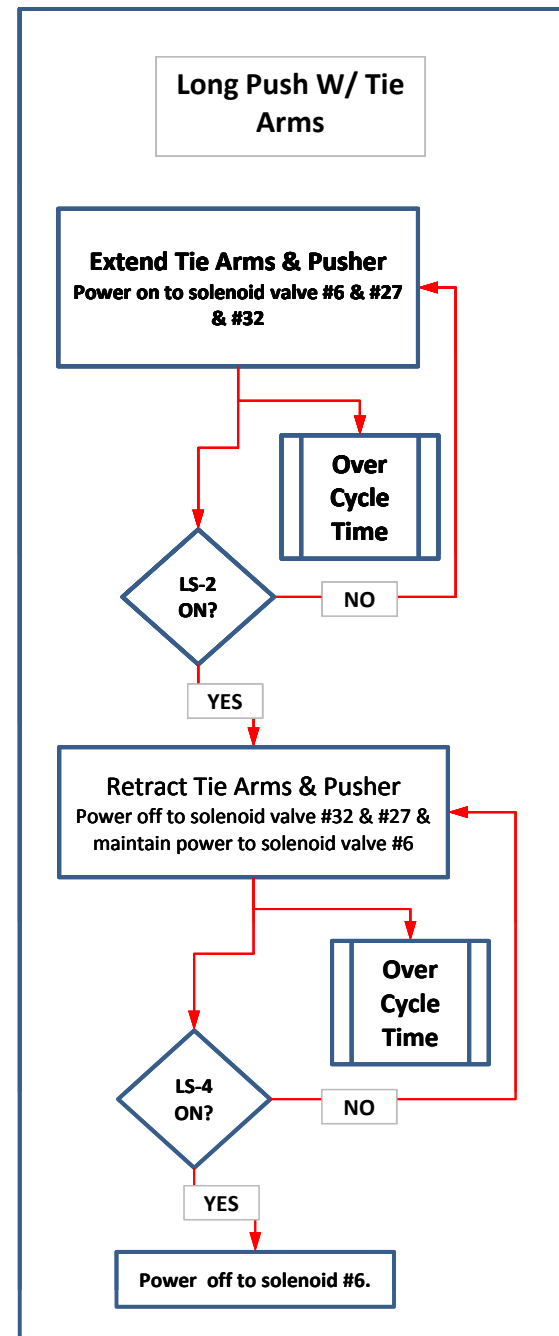 Long Push W/ Tie
Arms
Extend Tie Arms & Pusher
Power on to solenoid valve #6 & #27
& #32
Over
Cycle
Time
LS-2
ON?
NO
YES
Retract Tie Arms & Pusher
Power off to solenoid valve #32 & #27 &
maintain power to solenoid valve #6
Over
Cycle
Time
LS-4
ON?
NO
YES
Power off to solenoid #6.